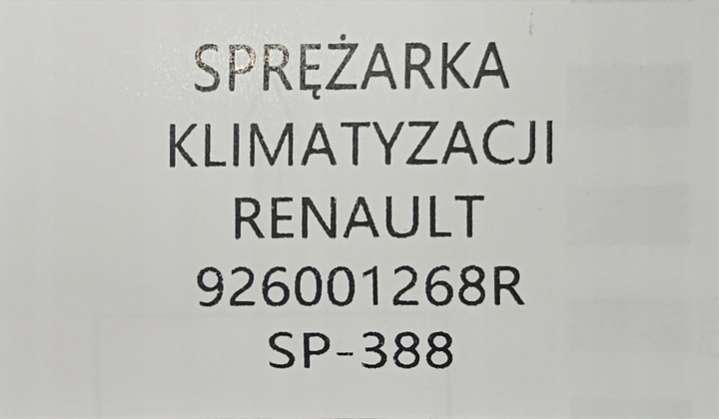 SPRĘŻARKA
KLIMATYZACJI
RENAULT
926001268R
SP-388